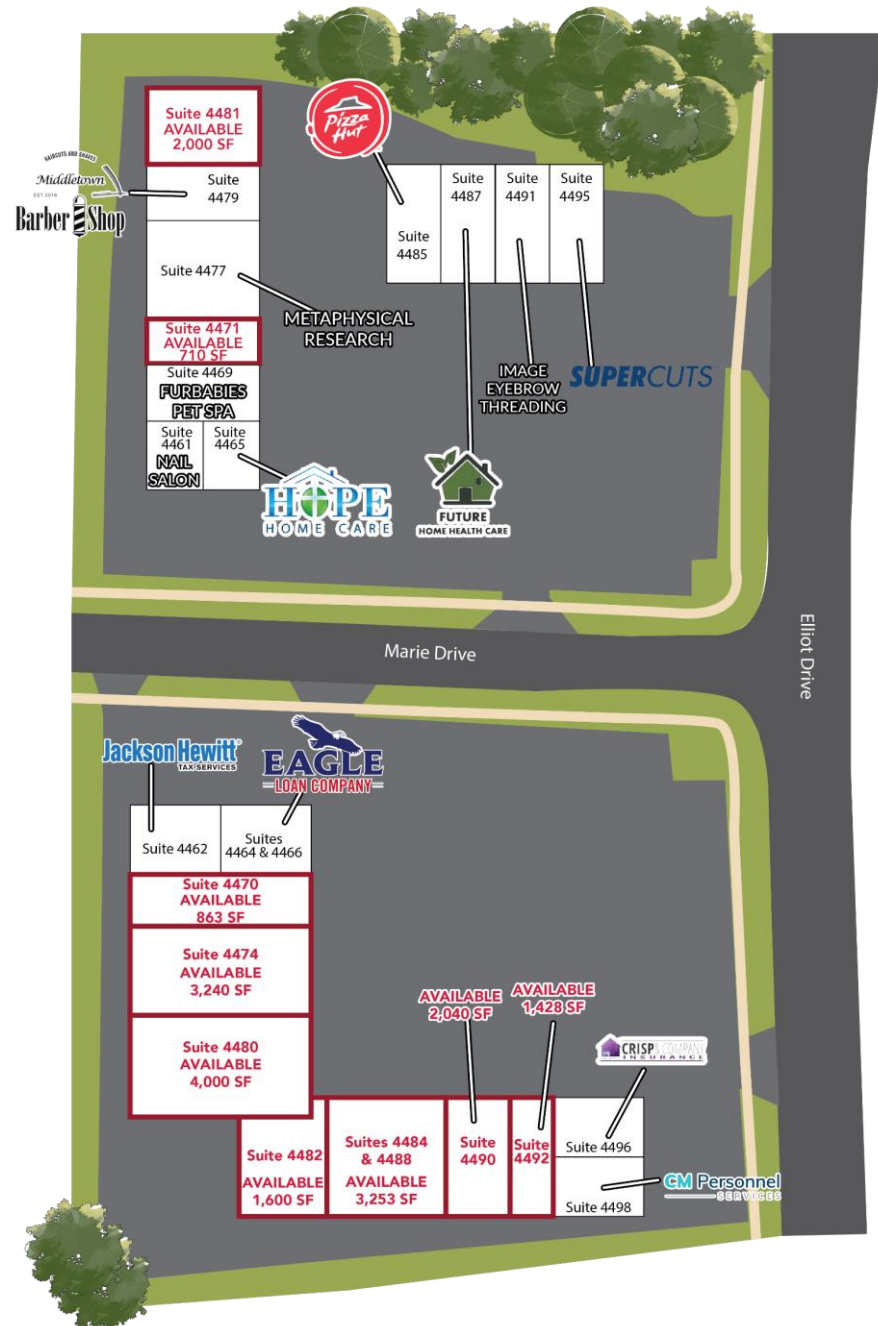 Suite 4481
AVAILABLE
2,000 SF
HAIRCUTS AND SHAVES
Middletown
EST 2016
Barber Shop
Suite
4479
Suite 4477
METAPHYSICAL
RESEARCH
Suite 4471
AVAILABLE
710 SF
Suite 4469
FURBABIES
PET SPA
Suite
4461
NAIL
SALON
Suite
4465
HOPE
HOME CARE
Pizza
Hut
Suite
4485
Suite
4487
Suite
4491
Suite
4495
IMAGE
EYEBROW
THREADING
SUPERCUTS
FUTURE
HOME HEALTH CARE
Marie Drive
Elliot Drive
Jackson Hewitt®
TAX SERVICES
EAGLE
LOAN COMPANY
Suite 4462
Suites
4464 & 4466
Suite 4470
AVAILABLE
863 SF
Suite 4474
AVAILABLE
3,240 SF
Suite 4480
AVAILABLE
4,000 SF
Suite 4482
AVAILABLE
1,600 SF
Suites 4484
& 4488
AVAILABLE
3,253 SF
AVAILABLE
2,040 SF
Suite
4490
AVAILABLE
1,428 SF
Suite
4492
CRISP & COMPANY
INSURANCE
Suite 4496
CM Personnel
SERVICES
Suite 4498